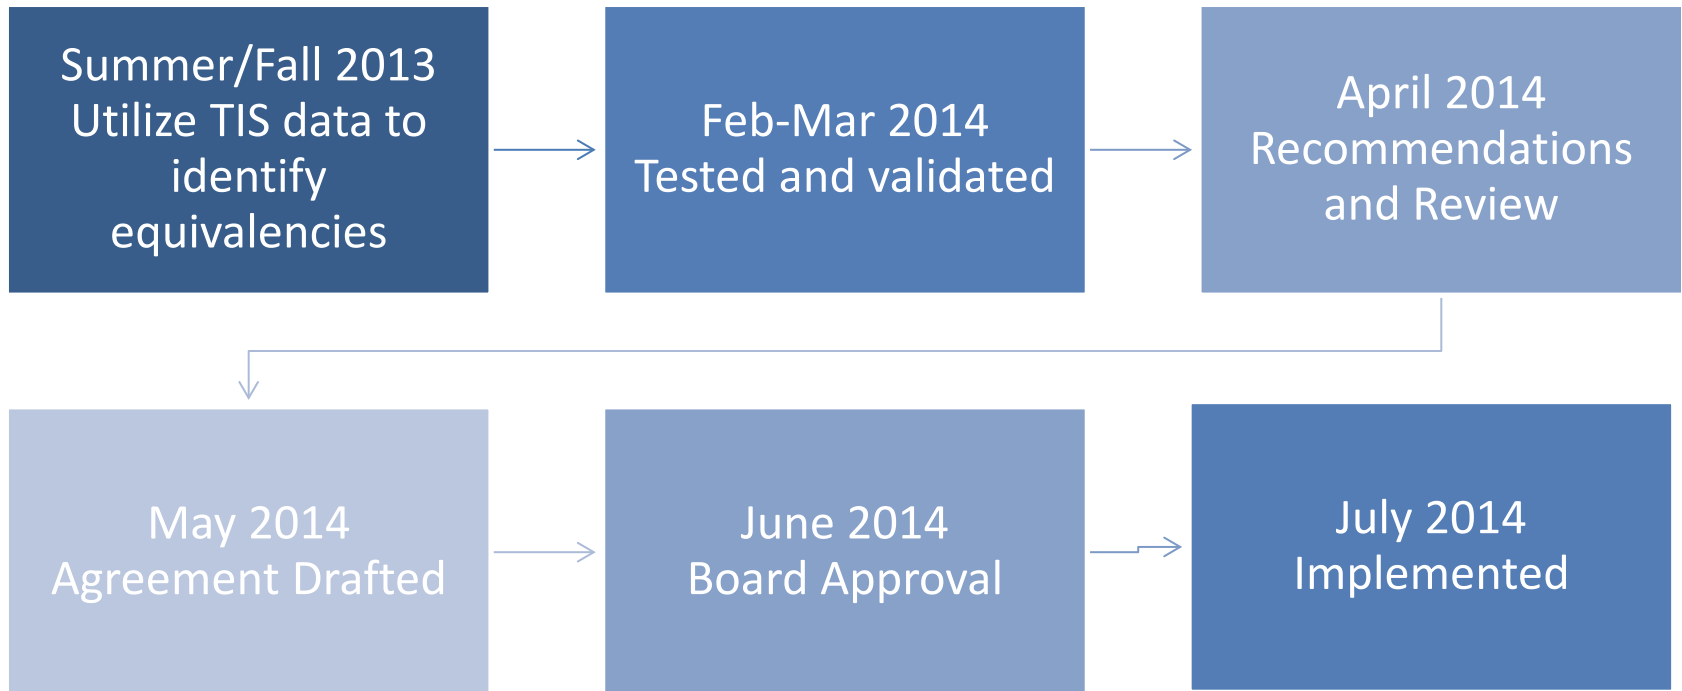 Summer/Fall 2013
Utilize TIS data to
identify
equivalencies
Feb-Mar 2014
Tested and validated
April 2014
Recommendations
and Review
May 2014
Agreement Drafted
June 2014
Board Approval
July 2014
Implemented